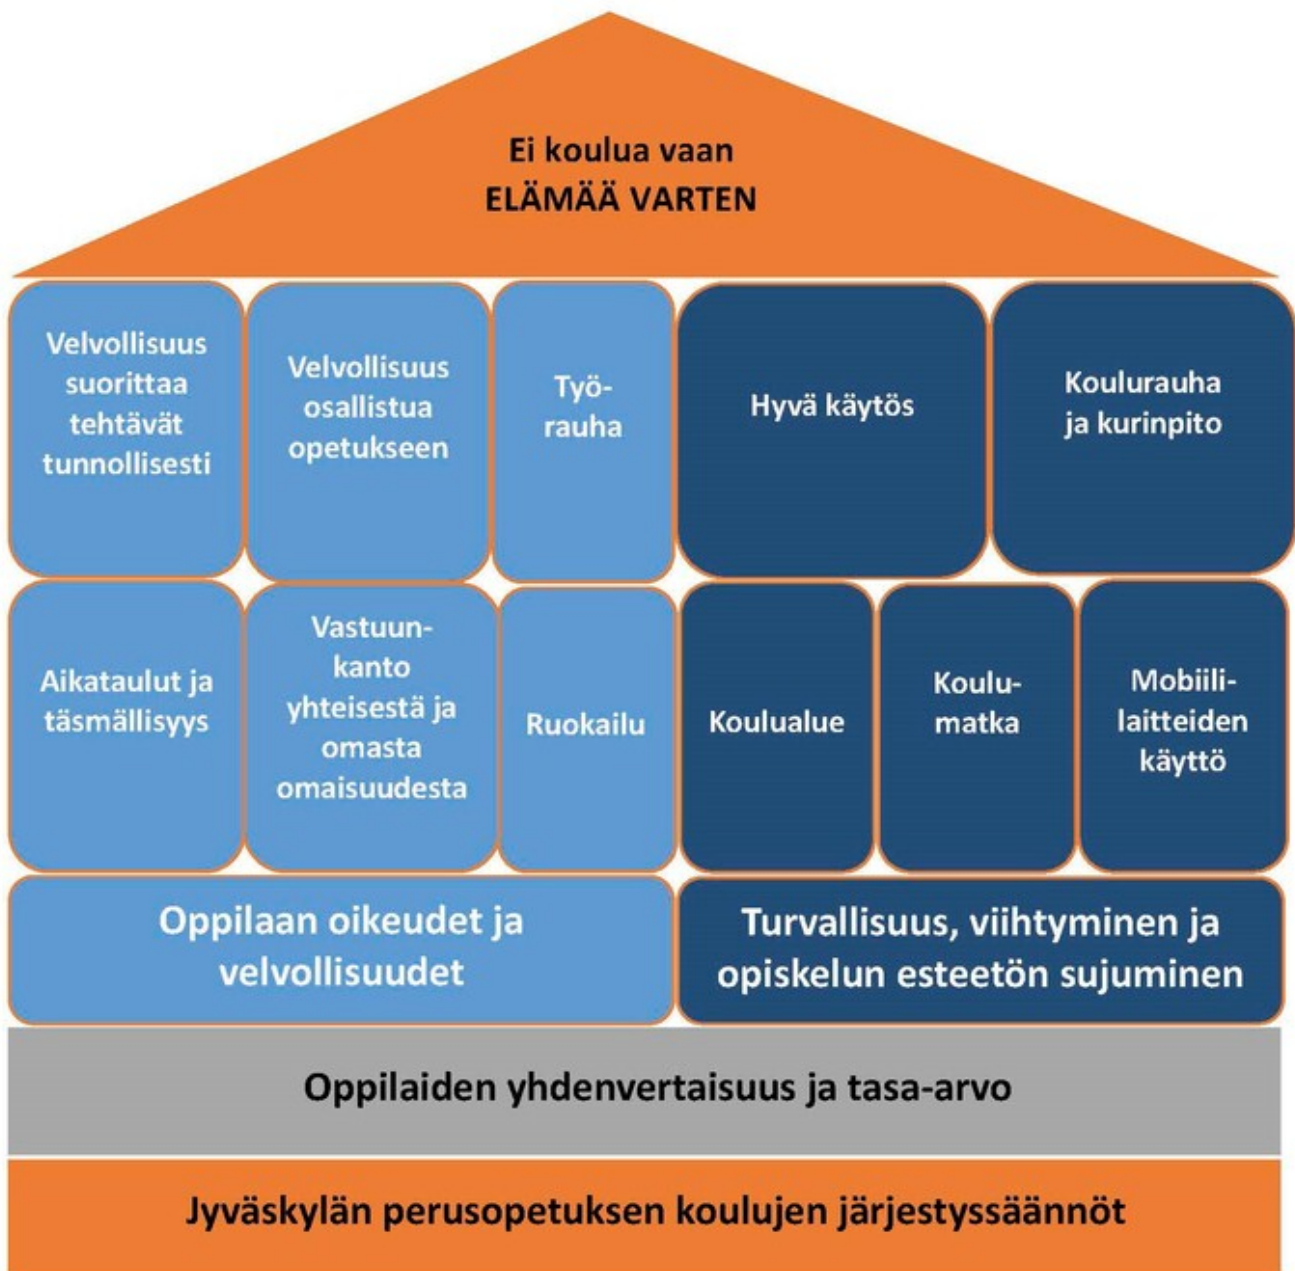 Ei koulua vaan
ELÄMÄÄ VARTEN
Velvollisuus
suorittaa
tehtävät
tunnollisesti
Velvollisuus
osallistua
opetukseen
Työ-
rauha
Hyvä käytös
Koulurauha
ja kurinpito
Aikataulut ja
täsmällisyys
Vastuun-
kanto
yhteisestä ja
omasta
omaisuudesta
Ruokailu
Koulualue
Koulu-
matka
Mobiili-
laitteiden
käyttö
Oppilaan oikeudet ja
velvollisuudet
Turvallisuus, viihtyminen ja
opiskelun esteetön sujuminen
Oppilaiden yhdenvertaisuus ja tasa-arvo
Jyväskylän perusopetuksen koulujen järjestyssäännöt